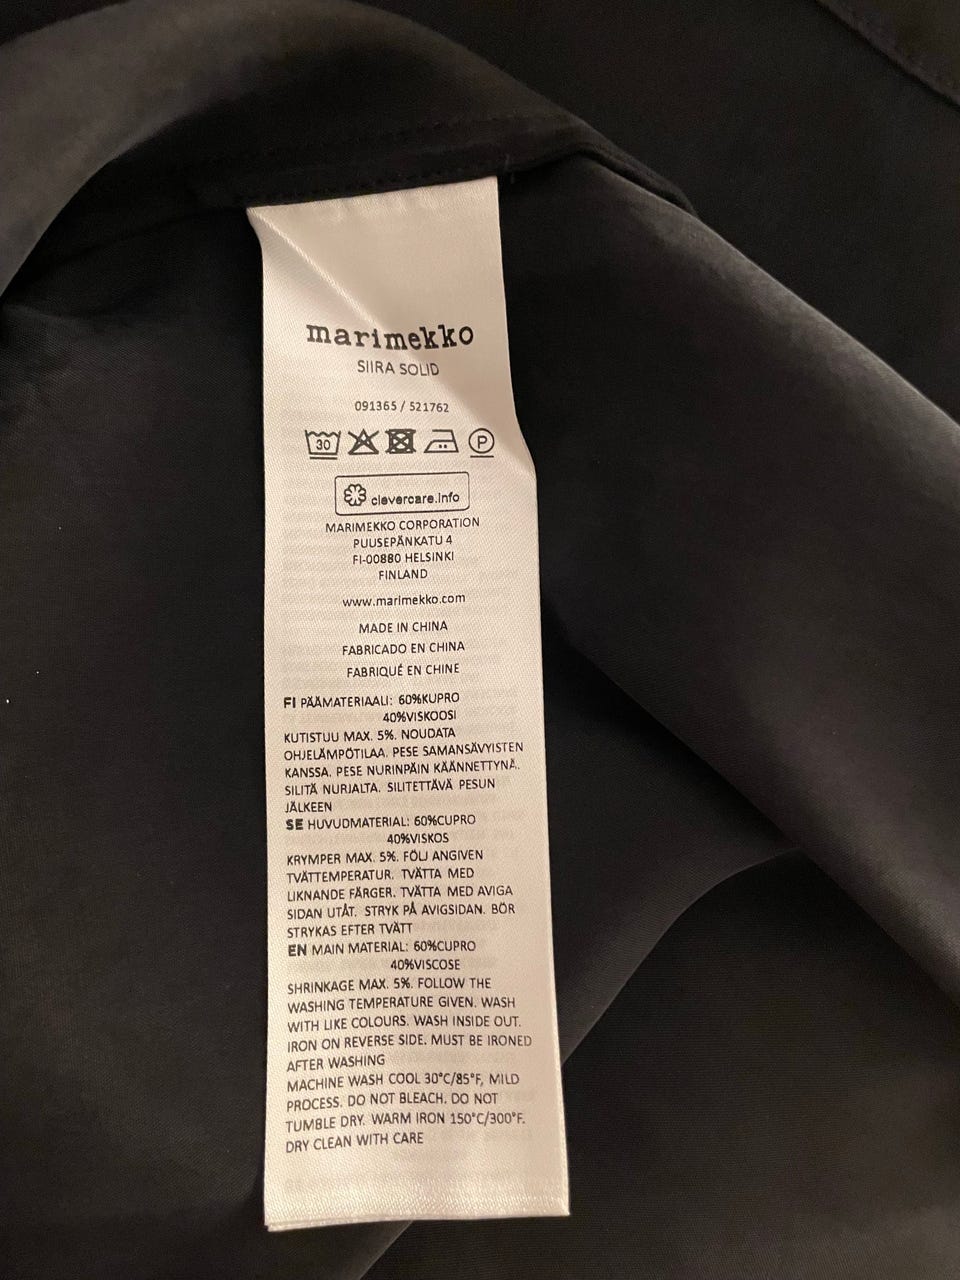 marimekko
SIIRA SOLID
091365 / 521762
30 P
clevercare.info
MARIMEKKO CORPORATION
PUUSEPÄNKATU 4
FI-00880 HELSINKI
FINLAND
www.marimekko.com
MADE IN CHINA
FABRICADO EN CHINA
FABRIQUÉ EN CHINE
FI PÄÄMATERIAALI: 60%KUPRO
40%VISKOOSI
KUTISTUU MAX. 5%. NOUDATA
OHJELÄMPÖTILAA. PESE SAMANSÄVYISTEN
KANSSA. PESE NURINPÄIN KÄÄNNETTYNÄ.
SILITÄ NURJALTA. SILITETTÄVÄ PESUN
JÄLKEEN
SE HUVUDMATERIAL: 60%CUPRO
40%VISKOS
KRYMPER MAX. 5%. FÖLJ ANGIVEN
TVÄTTEMPERATUR. TVÄTTA MED
LIKNANDE FÄRGER. TVÄTTA MED AVIGA
SIDAN UTÅT. STRYK PÅ AVIGSIDAN. BÖR
STRYKAS EFTER TVÄTT
EN MAIN MATERIAL: 60%CUPRO
40%VISCOSE
SHRINKAGE MAX. 5%. FOLLOW THE
WASHING TEMPERATURE GIVEN. WASH
WITH LIKE COLOURS. WASH INSIDE OUT.
IRON ON REVERSE SIDE. MUST BE IRONED
AFTER WASHING
MACHINE WASH COOL 30°C/85°F, MILD
PROCESS. DO NOT BLEACH. DO NOT
TUMBLE DRY. WARM IRON 150°C/300°F.
DRY CLEAN WITH CARE